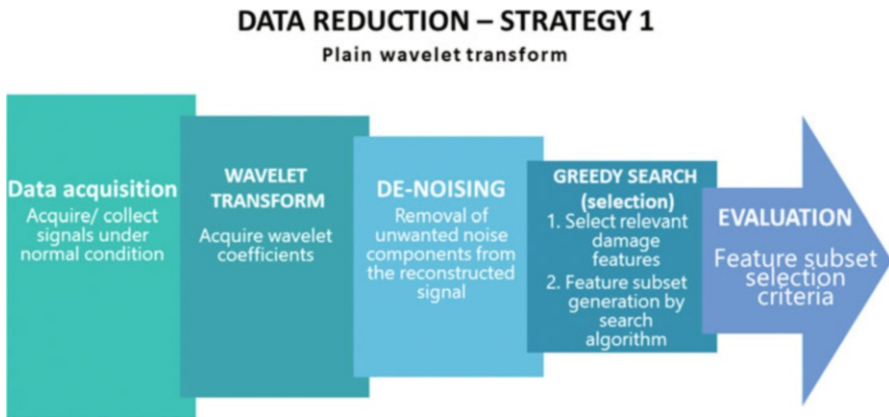 DATA REDUCTION – STRATEGY 1
Plain wavelet transform
Data acquisition
Acquire/ collect
signals under
normal condition
WAVELET
TRANSFORM
Acquire wavelet
coefficients
DE-NOISING
Removal of
unwanted noise
components from
the reconstructed
signal
GREEDY SEARCH
(selection)
1. Select relevant
damage
features
2. Feature subset
generation by
search
algorithm
EVALUATION
Feature subset
selection
criteria